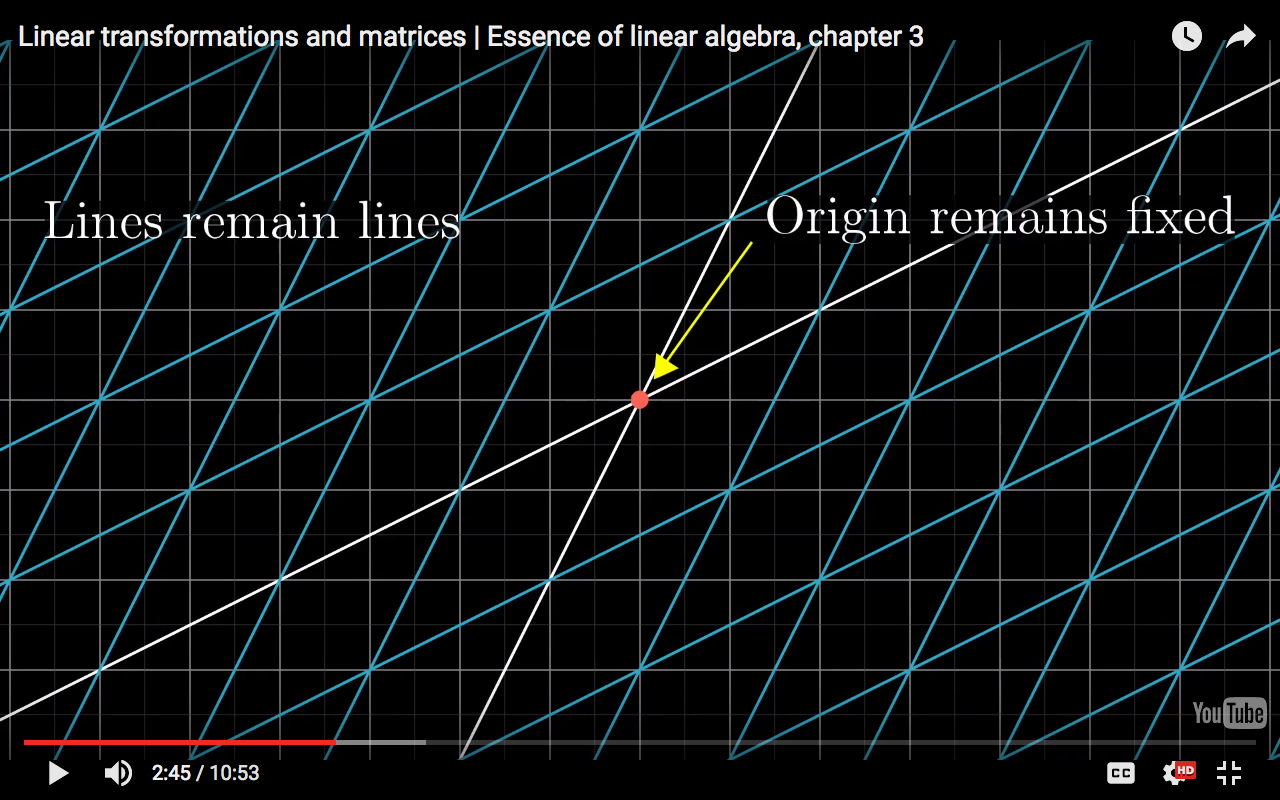 Linear transformations and matrices | Essence of linear algebra, chapter 3
Lines remain lines
Origin remains fixed
YouTube
2:45 / 10:53
CC
HD